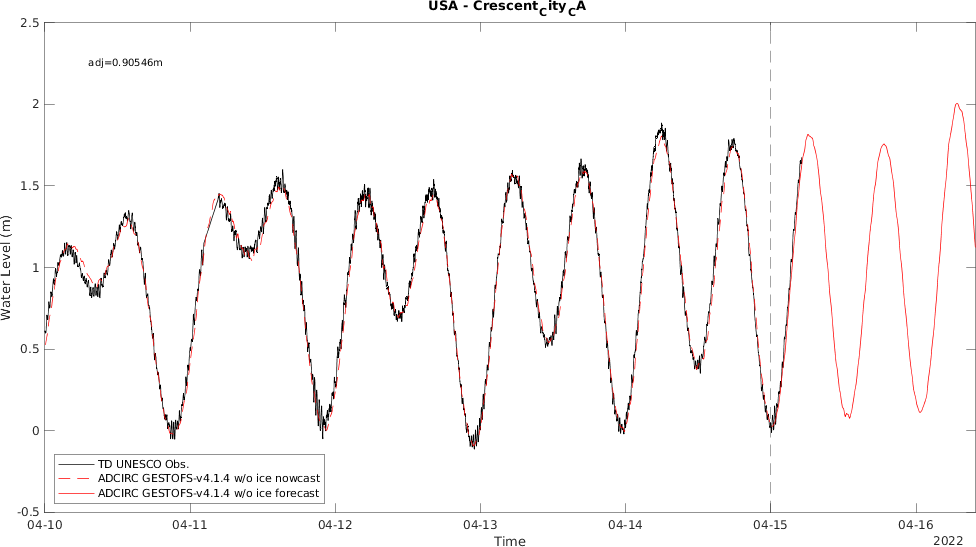 USA - Crescent_City_CA
2.5
adj=0.90546m
2
1.5
1
0.5
0
-0.5
Water Level (m)
TD UNESCO Obs.
ADCIRC GESTOFS-v4.1.4 w/o ice nowcast
ADCIRC GESTOFS-v4.1.4 w/o ice forecast
04-10 04-11 04-12 04-13 04-14 04-15 04-16
Time
2022